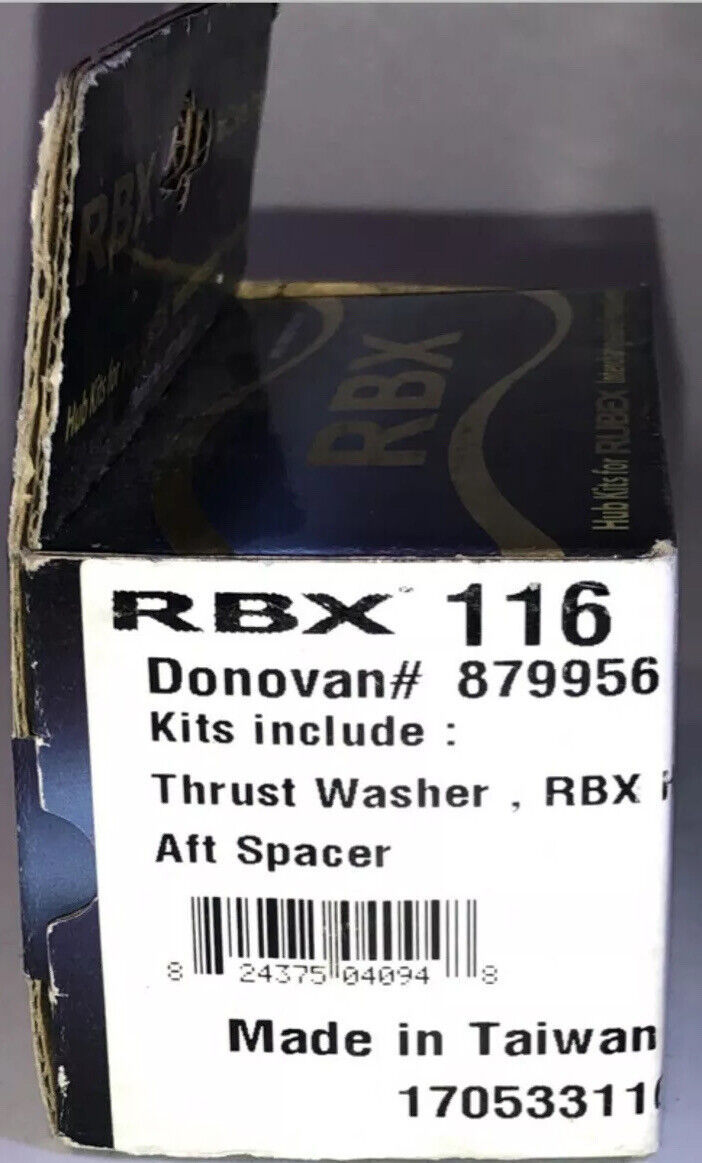 RBX
Hub Kits for
RBX
Hub Kits for RUBEX
RBX 116
Donovan# 879956
Kits include :
Thrust Washer , RBX
Aft Spacer
8 24375 04094 8
Made in Taiwan
170533110